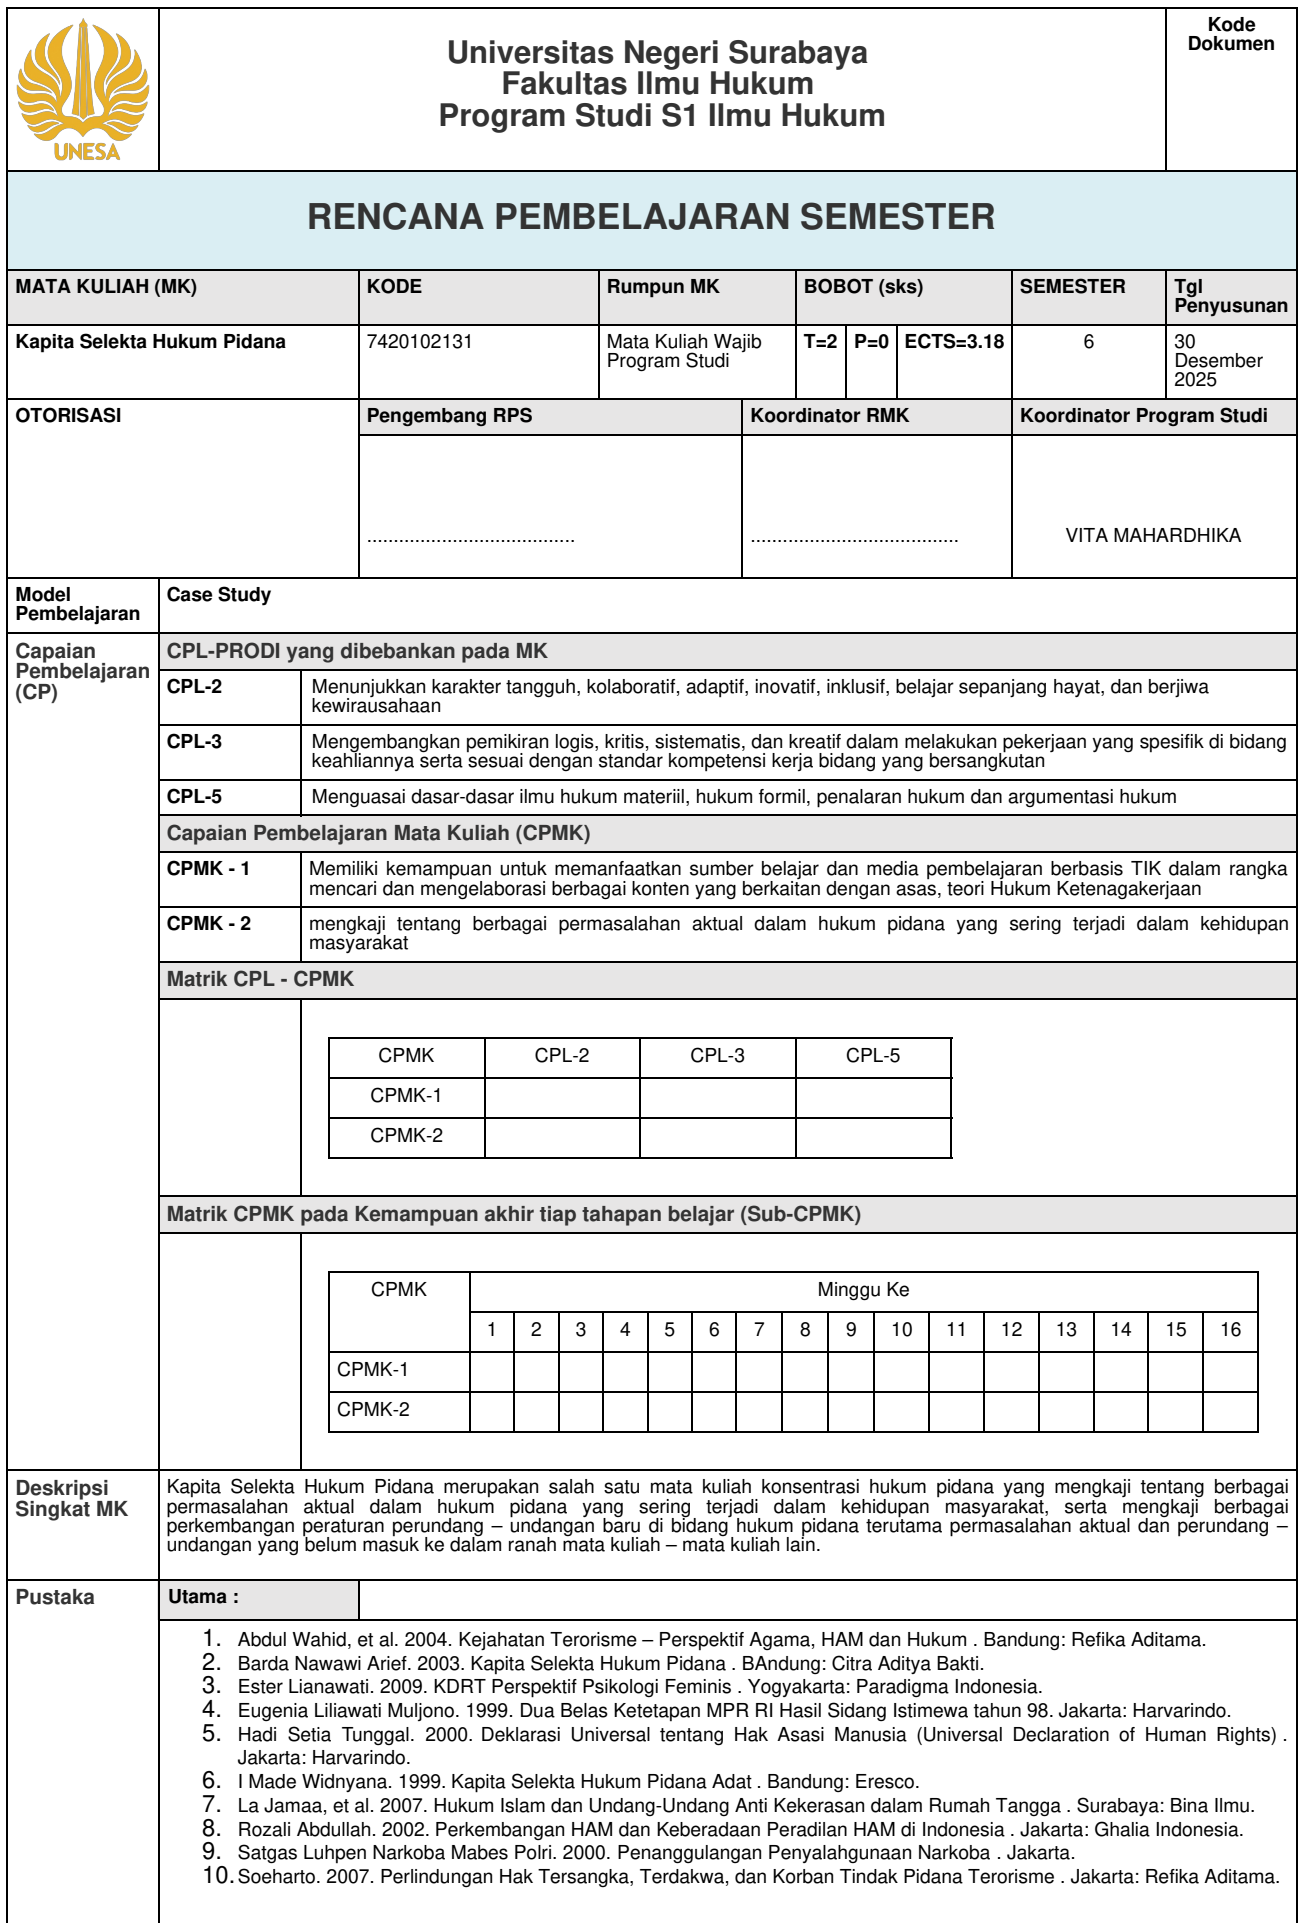 UNESA
Universitas Negeri Surabaya
Fakultas Ilmu Hukum
Program Studi S1 Ilmu Hukum
Kode
Dokumen
RENCANA PEMBELAJARAN SEMESTER
MATA KULIAH (MK) KODE Rumpun MK BOBOT (sks) SEMESTER Tgl
Penyusunan
Kapita Selekta Hukum Pidana 7420102131 Mata Kuliah Wajib
Program Studi T=2 P=0 ECTS=3.18 6 30
Desember
2025
OTORISASI Pengembang RPS Koordinator RMK Koordinator Program Studi
....................................... ....................................... VITA MAHARDHIKA
Model
Pembelajaran
Case Study
Capaian
Pembelajaran
(CP)
CPL-PRODI yang dibebankan pada MK
CPL-2 Menunjukkan karakter tangguh, kolaboratif, adaptif, inovatif, inklusif, belajar sepanjang hayat, dan berjiwa
kewirausahaan
CPL-3 Mengembangkan pemikiran logis, kritis, sistematis, dan kreatif dalam melakukan pekerjaan yang spesifik di bidang
keahliannya serta sesuai dengan standar kompetensi kerja bidang yang bersangkutan
CPL-5 Menguasai dasar-dasar ilmu hukum materiil, hukum formil, penalaran hukum dan argumentasi hukum
Capaian Pembelajaran Mata Kuliah (CPMK)
CPMK - 1 Memiliki kemampuan untuk memanfaatkan sumber belajar dan media pembelajaran berbasis TIK dalam rangka
mencari dan mengelaborasi berbagai konten yang berkaitan dengan asas, teori Hukum Ketenagakerjaan
CPMK - 2 mengkaji tentang berbagai permasalahan aktual dalam hukum pidana yang sering terjadi dalam kehidupan
masyarakat
Matrik CPL - CPMK
CPMK CPL-2 CPL-3 CPL-5
CPMK-1
CPMK-2
Matrik CPMK pada Kemampuan akhir tiap tahapan belajar (Sub-CPMK)
CPMK Minggu Ke
1 2 3 4 5 6 7 8 9 10 11 12 13 14 15 16
CPMK-1
CPMK-2
Deskripsi
Singkat MK
Kapita Selekta Hukum Pidana merupakan salah satu mata kuliah konsentrasi hukum pidana yang mengkaji tentang berbagai
permasalahan aktual dalam hukum pidana yang sering terjadi dalam kehidupan masyarakat, serta mengkaji berbagai
perkembangan peraturan perundang – undangan baru di bidang hukum pidana terutama permasalahan aktual dan perundang –
undangan yang belum masuk ke dalam ranah mata kuliah – mata kuliah lain.
Pustaka Utama :
1. Abdul Wahid, et al. 2004. Kejahatan Terorisme – Perspektif Agama, HAM dan Hukum . Bandung: Refika Aditama.
2. Barda Nawawi Arief. 2003. Kapita Selekta Hukum Pidana . BAndung: Citra Aditya Bakti.
3. Ester Lianawati. 2009. KDRT Perspektif Psikologi Feminis . Yogyakarta: Paradigma Indonesia.
4. Eugenia Liliawati Muljono. 1999. Dua Belas Ketetapan MPR RI Hasil Sidang Istimewa tahun 98. Jakarta: Harvarindo.
5. Hadi Setia Tunggal. 2000. Deklarasi Universal tentang Hak Asasi Manusia (Universal Declaration of Human Rights) .
Jakarta: Harvarindo.
6. I Made Widnyana. 1999. Kapita Selekta Hukum Pidana Adat . Bandung: Eresco.
7. La Jamaa, et al. 2007. Hukum Islam dan Undang-Undang Anti Kekerasan dalam Rumah Tangga . Surabaya: Bina Ilmu.
8. Rozali Abdullah. 2002. Perkembangan HAM dan Keberadaan Peradilan HAM di Indonesia . Jakarta: Ghalia Indonesia.
9. Satgas Luhpen Narkoba Mabes Polri. 2000. Penanggulangan Penyalahgunaan Narkoba . Jakarta.
10. Soeharto. 2007. Perlindungan Hak Tersangka, Terdakwa, dan Korban Tindak Pidana Terorisme . Jakarta: Refika Aditama.